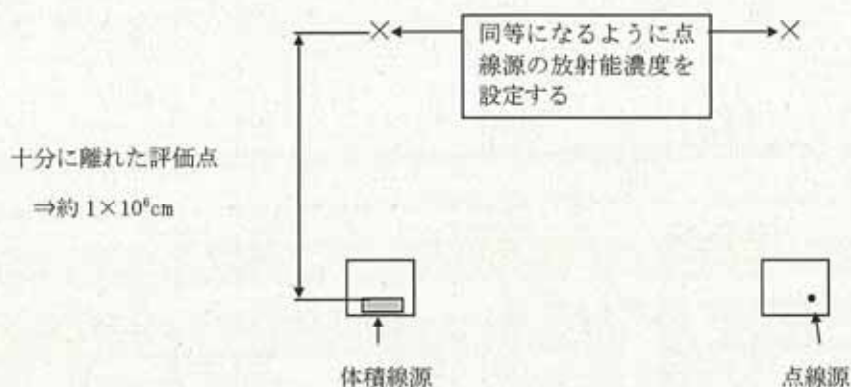 同等になるように点
線源の放射能濃度を
設定する
十分に離れた評価点
⇒約 1×10⁶cm
体積線源
点線源